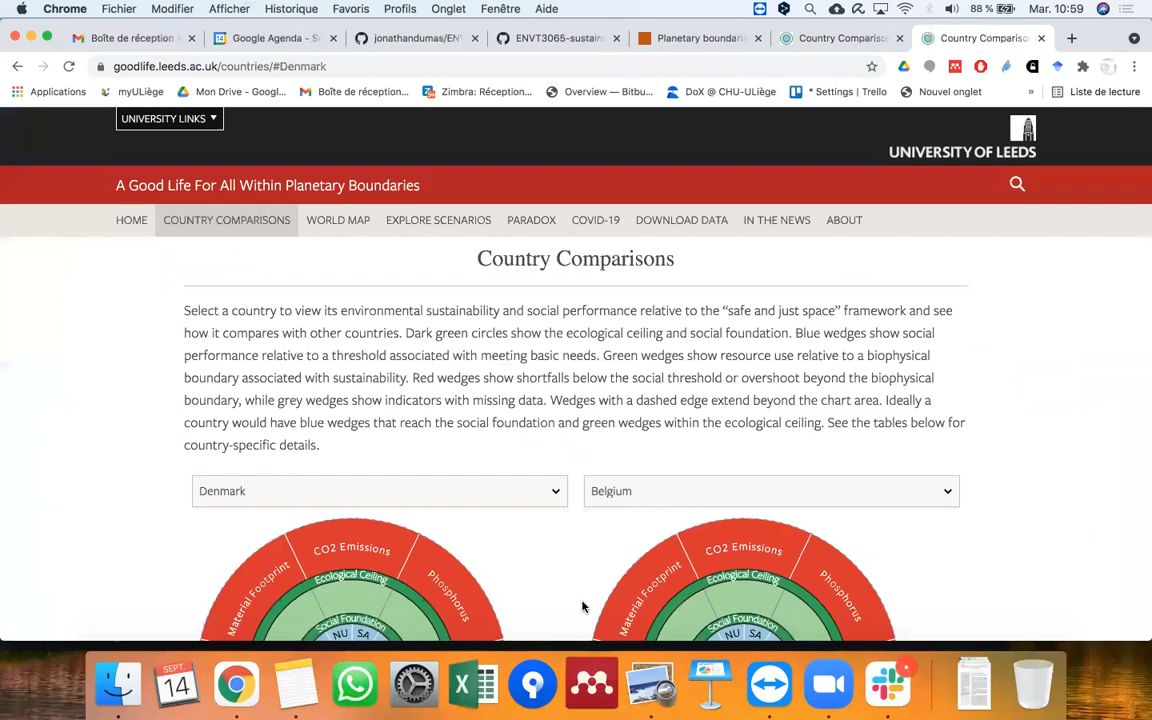 Chrome Fichier Modifier Afficher Historique Favoris Profils Onglet Fenêtre Aide 88 % Mar. 10:59
Boîte de réception Google Agenda - S jonathandumas/EN ENVT3065-sustain Planetary boundari Country Comparis Country Compariso
goodlife.leeds.ac.uk/countries/#Denmark
Applications myULiège Mon Drive - Googl... Boîte de réception... Zimbra: Réception... Overview — Bitbu... DoX @ CHU-ULiège * Settings | Trello Nouvel onglet » Liste de lecture
UNIVERSITY LINKS
UNIVERSITY OF LEEDS
A Good Life For All Within Planetary Boundaries
HOME COUNTRY COMPARISONS WORLD MAP EXPLORE SCENARIOS PARADOX COVID-19 DOWNLOAD DATA IN THE NEWS ABOUT
Country Comparisons
Select a country to view its environmental sustainability and social performance relative to the “safe and just space” framework and see
how it compares with other countries. Dark green circles show the ecological ceiling and social foundation. Blue wedges show social
performance relative to a threshold associated with meeting basic needs. Green wedges show resource use relative to a biophysical
boundary associated with sustainability. Red wedges show shortfalls below the social threshold or overshoot beyond the biophysical
boundary, while grey wedges show indicators with missing data. Wedges with a dashed edge extend beyond the chart area. Ideally a
country would have blue wedges that reach the social foundation and green wedges within the ecological ceiling. See the tables below for
country-specific details.
Denmark Belgium
CO2 Emissions
Material Footprint
Phosphorus
Ecological Ceiling
Social Foundation
NU SA
CO2 Emissions
Material Footprint
Phosphorus
Ecological Ceiling
Social Foundation
NU SA
SEPT.
14